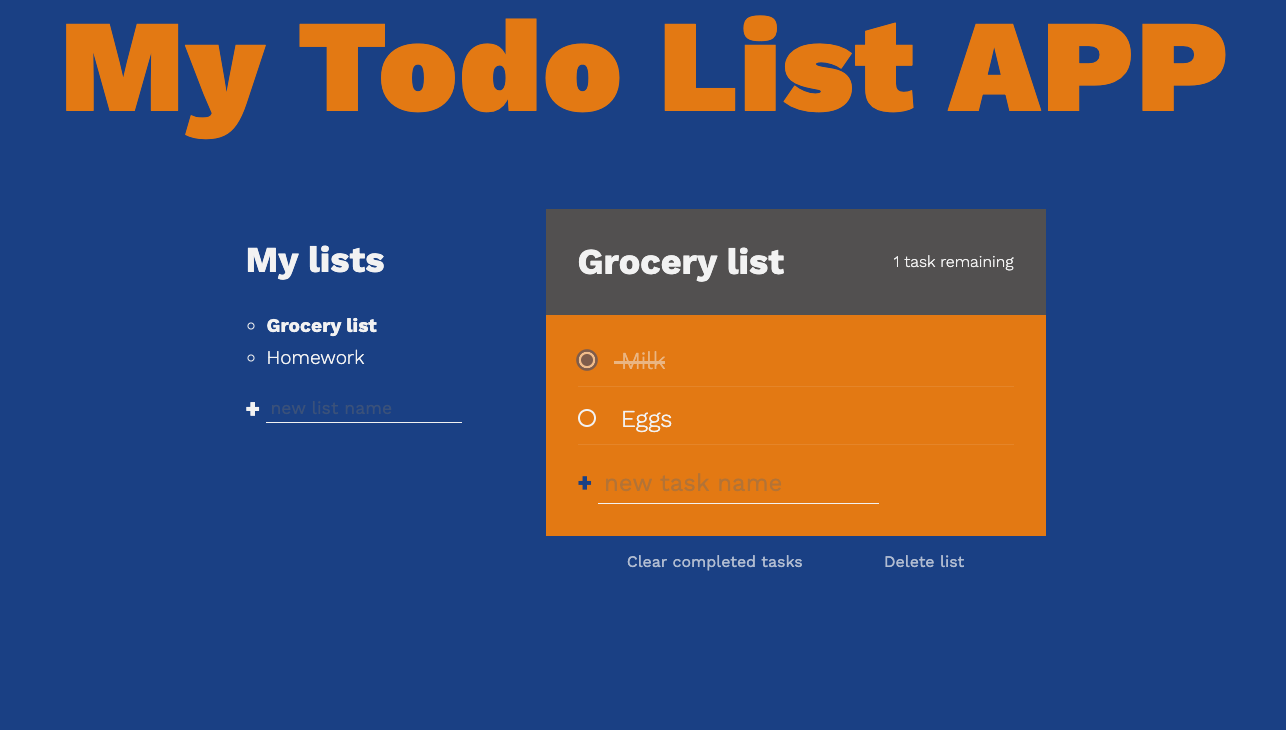 My Todo List APP
My lists
Grocery list
Homework
+ new list name
Grocery list
1 task remaining
Milk
Eggs
+ new task name
Clear completed tasks
Delete list